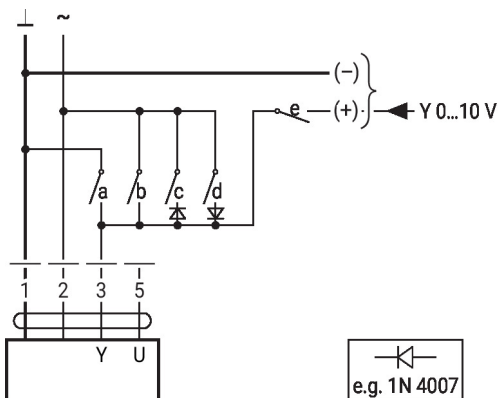 ⊥ ~
(–)
e (+) Y 0...10 V
a b c d
1 2 3 5
Y U
e.g. 1N 4007